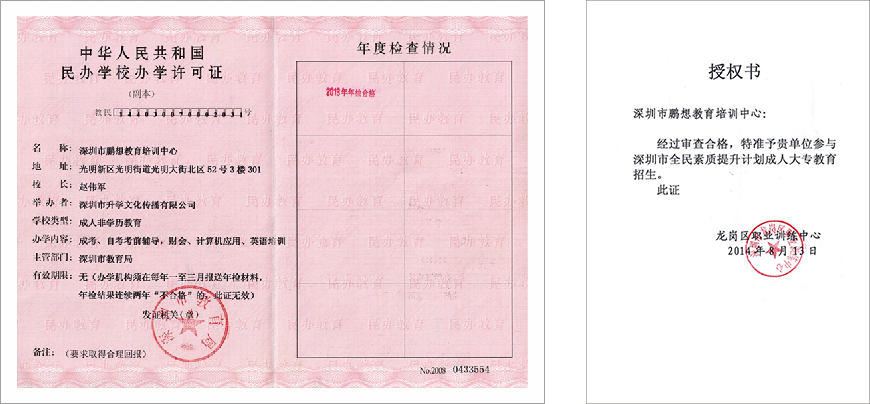 中华人民共和国
民办学校办学许可证
(副本)
教民 号
名 称: 深圳市鹏想教育培训中心
地 址: 光明新区光明街道光明大街北区52号3楼301
校 长: 赵伟军
举 办 者: 深圳市升学文化传播有限公司
学校类型: 成人非学历教育
办学内容: 成考、自考考前辅导，财会、计算机应用、英语培训
主管部门: 深圳市教育局
有效期限: 无(办学机构须在每年一至三月报送年检材料，
年检结果连续两年“不合格”的，此证无效)
发证机关(章)
深圳市教育局
备注: (要求取得合理回报)
年度检查情况
年年检合格
No.2008 0433554
授权书
深圳市鹏想教育培训中心:
经过审查合格，特准予贵单位参与
深圳市全民素质提升计划成人大专教育
招生。
此证
龙岗区职业训练中心
2014年8月13日
民办教育